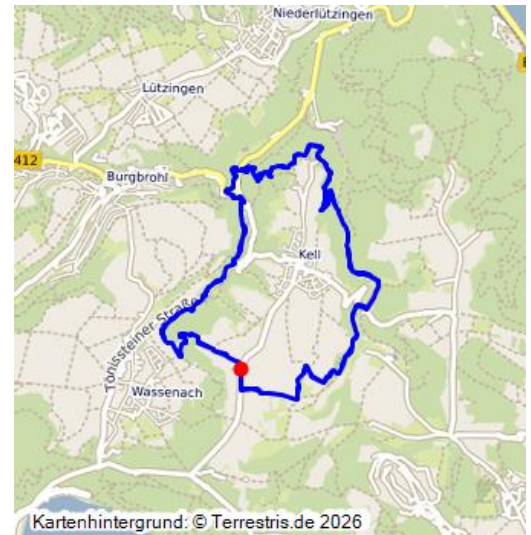 Niederlützingen
Lützingen
412
Burgbrohl
Kell
Tönissteiner Straße
Wassenach
Kartenhintergrund: © Terrestris.de 2026